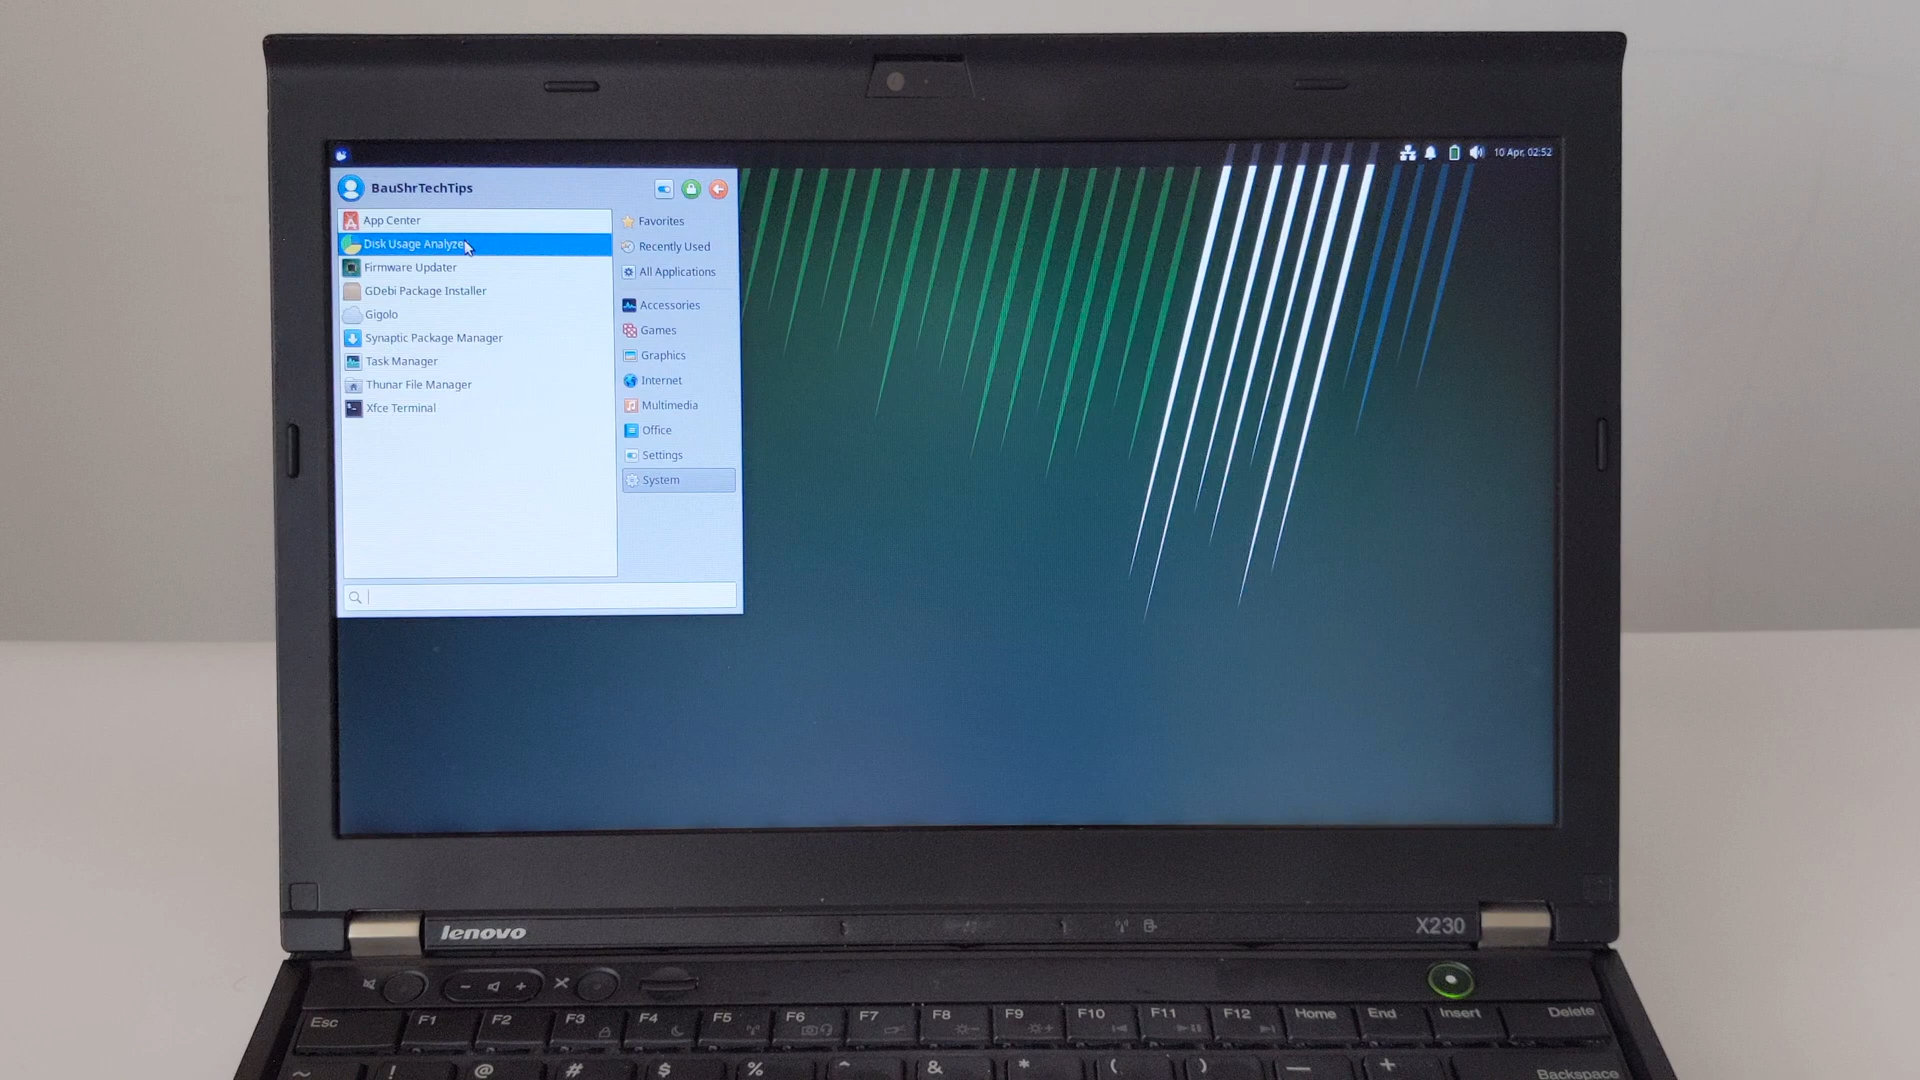 10 Apr, 02:52
BauShrTechTips
App Center
Disk Usage Analyze
Firmware Updater
GDebi Package Installer
Gigolo
Synaptic Package Manager
Task Manager
Thunar File Manager
Xfce Terminal
Favorites
Recently Used
All Applications
Accessories
Games
Graphics
Internet
Multimedia
Office
Settings
System
lenovo X230
Esc F1 F2 F3 F4 F5 F6 F7 F8 F9 F10 F11 F12 Home End Insert Delete
~ ! @ # $ % ^ & * ( ) — + Backspace